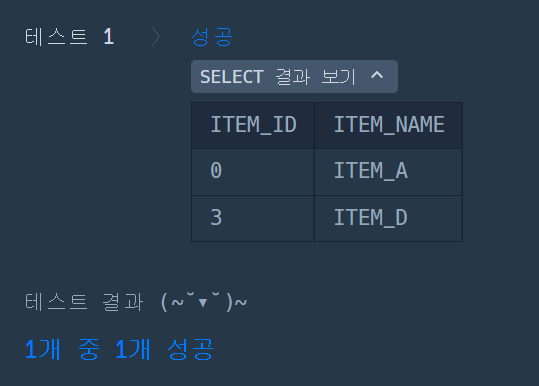 테스트 1 〉 성공
SELECT 결과 보기 ^
ITEM_ID ITEM_NAME
0 ITEM_A
3 ITEM_D
테스트 결과 (~˘▾˘)~
1개 중 1개 성공